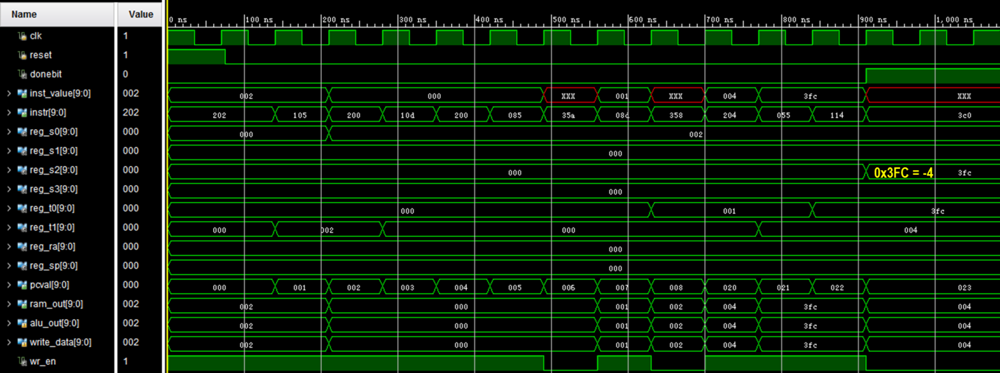 Name Value
0 ns 100 ns 200 ns 300 ns 400 ns 500 ns 600 ns 700 ns 800 ns 900 ns 1,000 ns
clk 1
reset 1
donebit 0
inst_value[9:0] 002 002 000 XXX 001 XXX 004 3fc XXX
instr[9:0] 202 202 105 200 10d 200 085 35a 08c 358 204 055 114 3c0
reg_s0[9:0] 000 000 002
reg_s1[9:0] 000 000
reg_s2[9:0] 000 000 0x3FC = -4 3fc
reg_s3[9:0] 000 000
reg_t0[9:0] 000 000 001 3fc
reg_t1[9:0] 000 000 002 000 004
reg_ra[9:0] 000 000
reg_sp[9:0] 000 000
pcval[9:0] 000 000 001 002 003 004 005 006 007 008 020 021 022 023
ram_out[9:0] 002 002 000 001 002 004 3fc 004
alu_out[9:0] 002 002 000 001 002 004 3fc 004
write_data[9:0] 002 002 000 001 002 004 3fc 004
wr_en 1